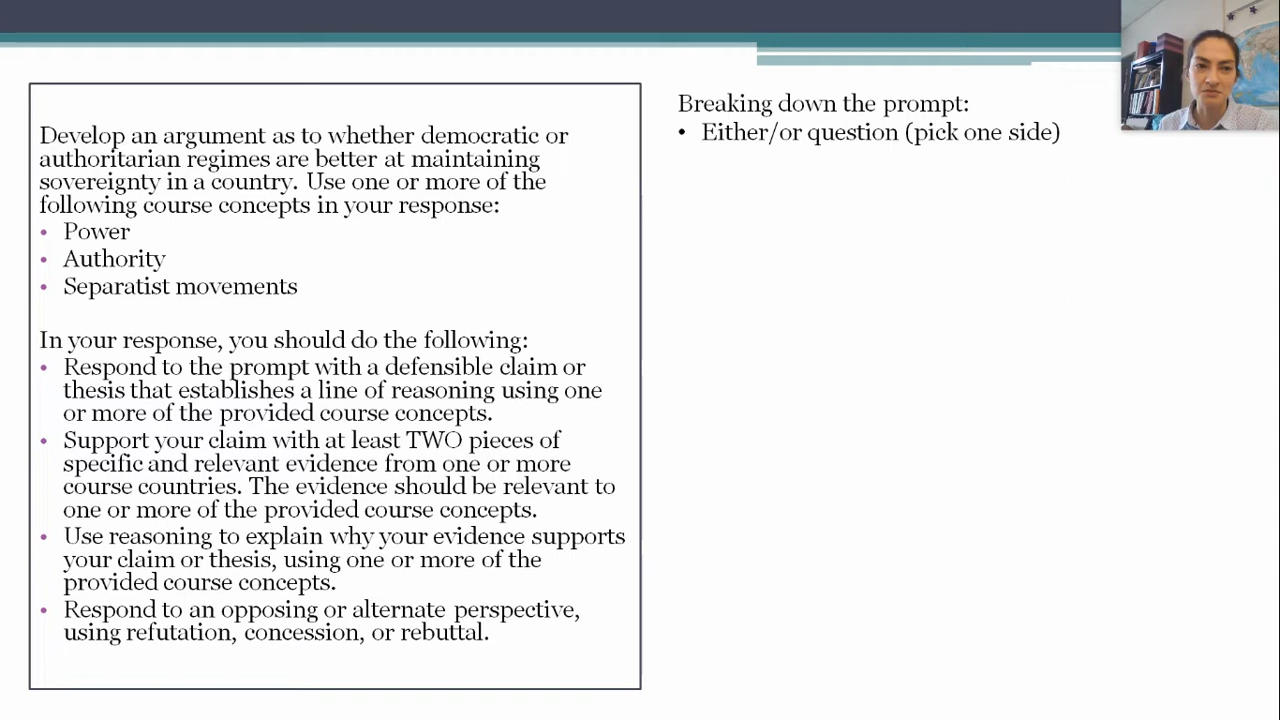 Develop an argument as to whether democratic or
authoritarian regimes are better at maintaining
sovereignty in a country. Use one or more of the
following course concepts in your response:
• Power
• Authority
• Separatist movements
In your response, you should do the following:
• Respond to the prompt with a defensible claim or
thesis that establishes a line of reasoning using one
or more of the provided course concepts.
• Support your claim with at least TWO pieces of
specific and relevant evidence from one or more
course countries. The evidence should be relevant to
one or more of the provided course concepts.
• Use reasoning to explain why your evidence supports
your claim or thesis, using one or more of the
provided course concepts.
• Respond to an opposing or alternate perspective,
using refutation, concession, or rebuttal.
Breaking down the prompt:
• Either/or question (pick one side)